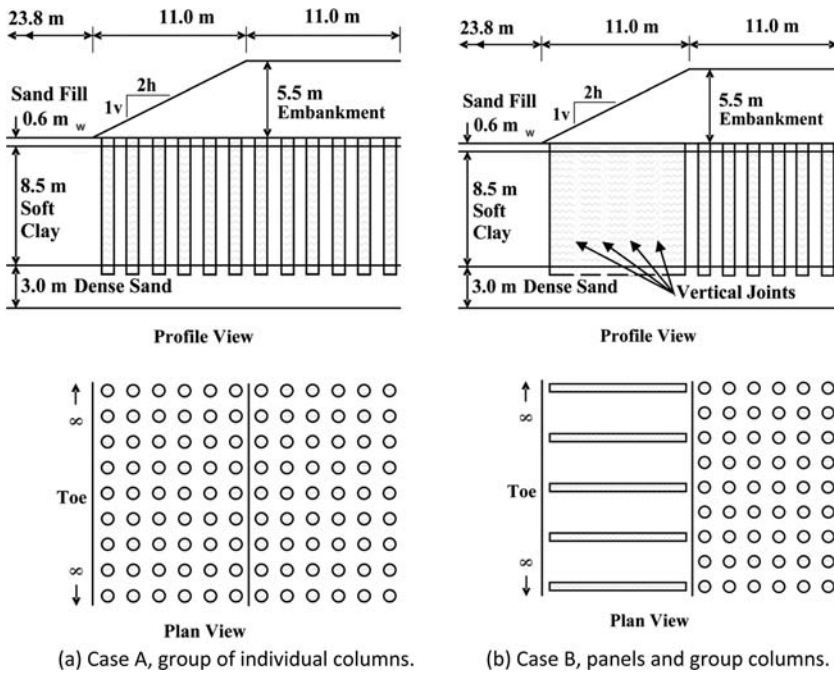 23.8 m 11.0 m 11.0 m
2h
1v
Sand Fill
0.6 m w
5.5 m
Embankment
8.5 m
Soft
Clay
3.0 m Dense Sand
Profile View
∞
Toe
∞
Plan View
(a) Case A, group of individual columns.
23.8 m 11.0 m 11.0 m
2h
1v
Sand Fill
0.6 m w
5.5 m
Embankment
8.5 m
Soft
Clay
3.0 m Dense Sand
Vertical Joints
Profile View
∞
Toe
∞
Plan View
(b) Case B, panels and group columns.